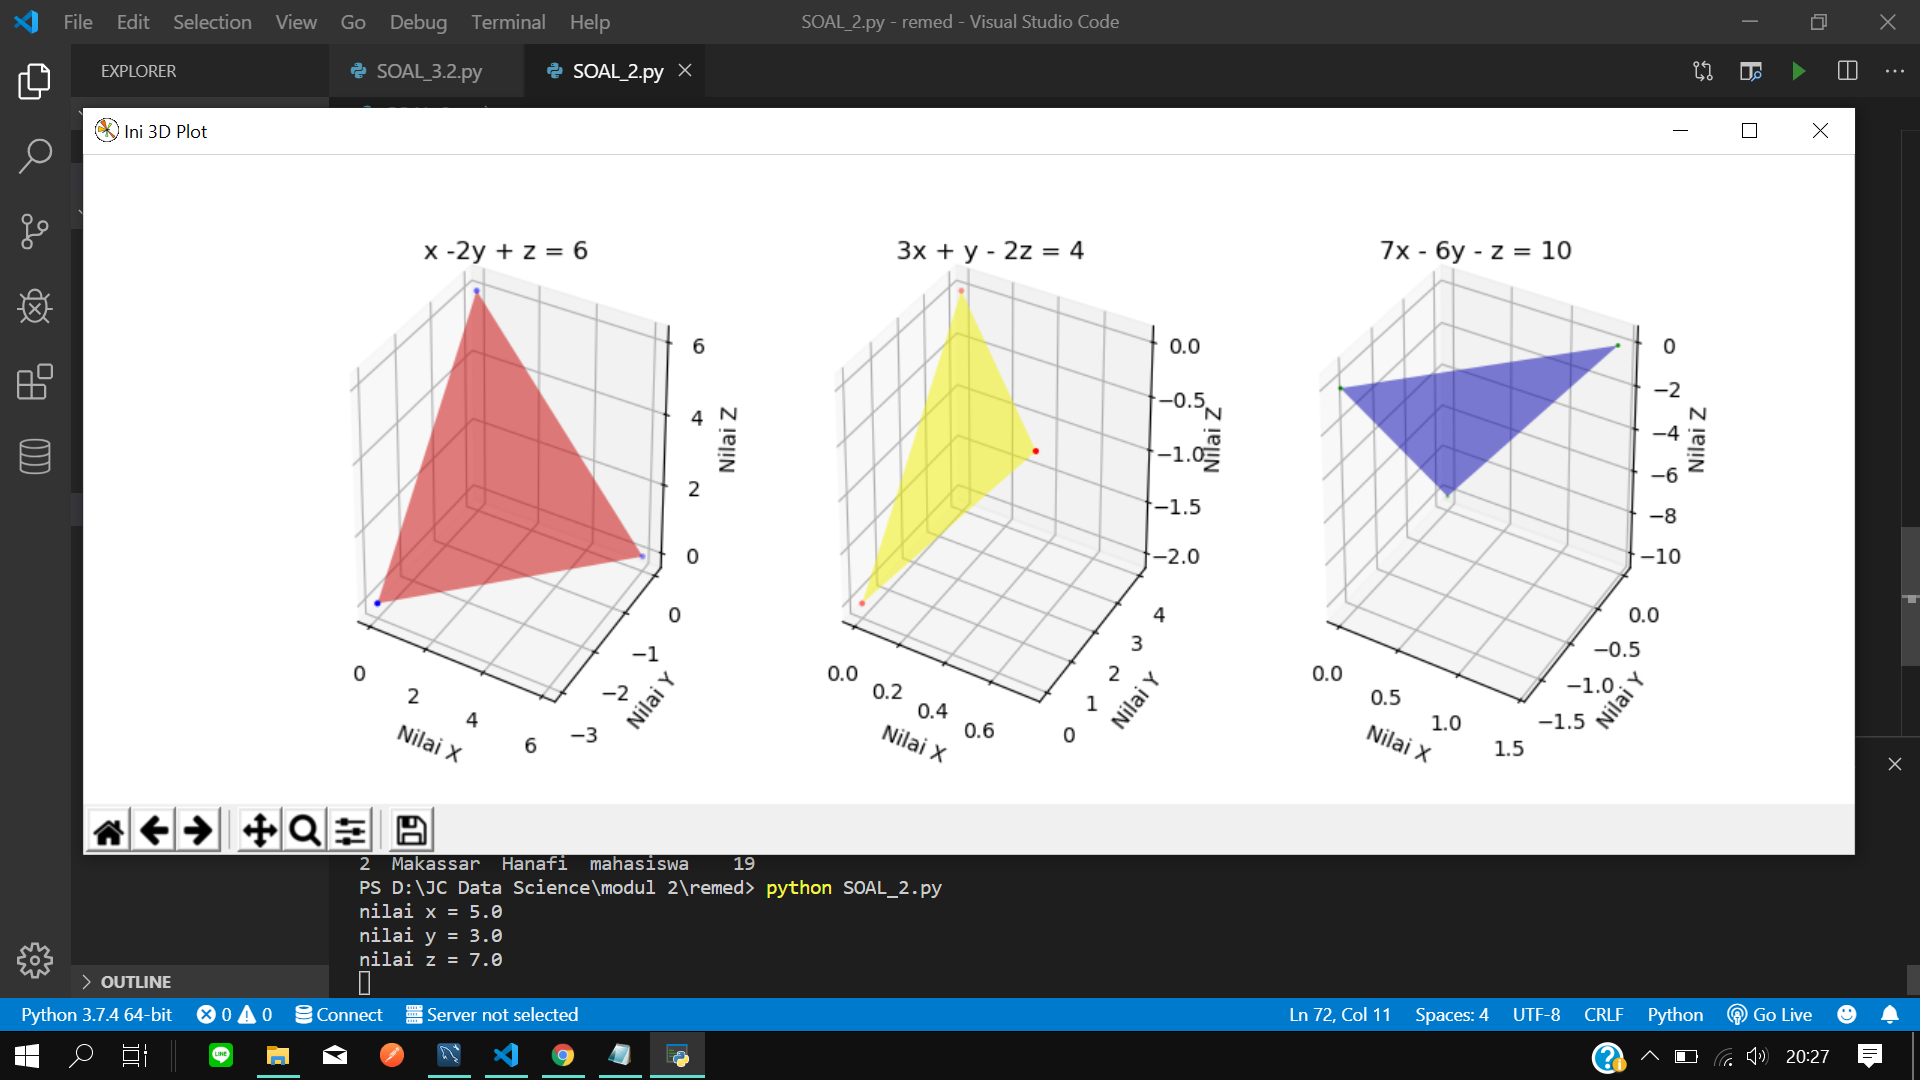 File Edit Selection View Go Debug Terminal Help
SOAL_2.py - remed - Visual Studio Code
EXPLORER
SOAL_3.2.py
SOAL_2.py
Ini 3D Plot
x -2y + z = 6
6
4
2
0
Nilai Z
0
−1
−2
−3
Nilai Y
0
2
4
6
Nilai X
3x + y - 2z = 4
0.0
−0.5
−1.0
−1.5
−2.0
Nilai Z
4
3
2
1
0
Nilai Y
0.0
0.2
0.4
0.6
Nilai X
7x - 6y - z = 10
0
−2
−4
−6
−8
−10
Nilai Z
0.0
−0.5
−1.0
−1.5
Nilai Y
0.0
0.5
1.0
1.5
Nilai X
2 Makassar Hanafi mahasiswa 19
PS D:\JC Data Science\modul 2\remed> python SOAL_2.py
nilai x = 5.0
nilai y = 3.0
nilai z = 7.0
OUTLINE
Python 3.7.4 64-bit 0 0 Connect Server not selected Ln 72, Col 11 Spaces: 4 UTF-8 CRLF Python Go Live
LINE
20:27